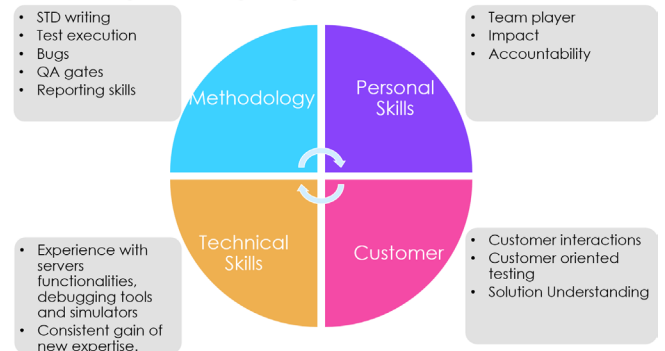 • STD writing
• Test execution
• Bugs
• QA gates
• Reporting skills
Methodology
Personal
Skills
• Team player
• Impact
• Accountability
• Experience with
servers
functionalities,
debugging tools
and simulators
• Consistent gain of
new expertise.
Technical
Skills
Customer
• Customer interactions
• Customer oriented
testing
• Solution Understanding